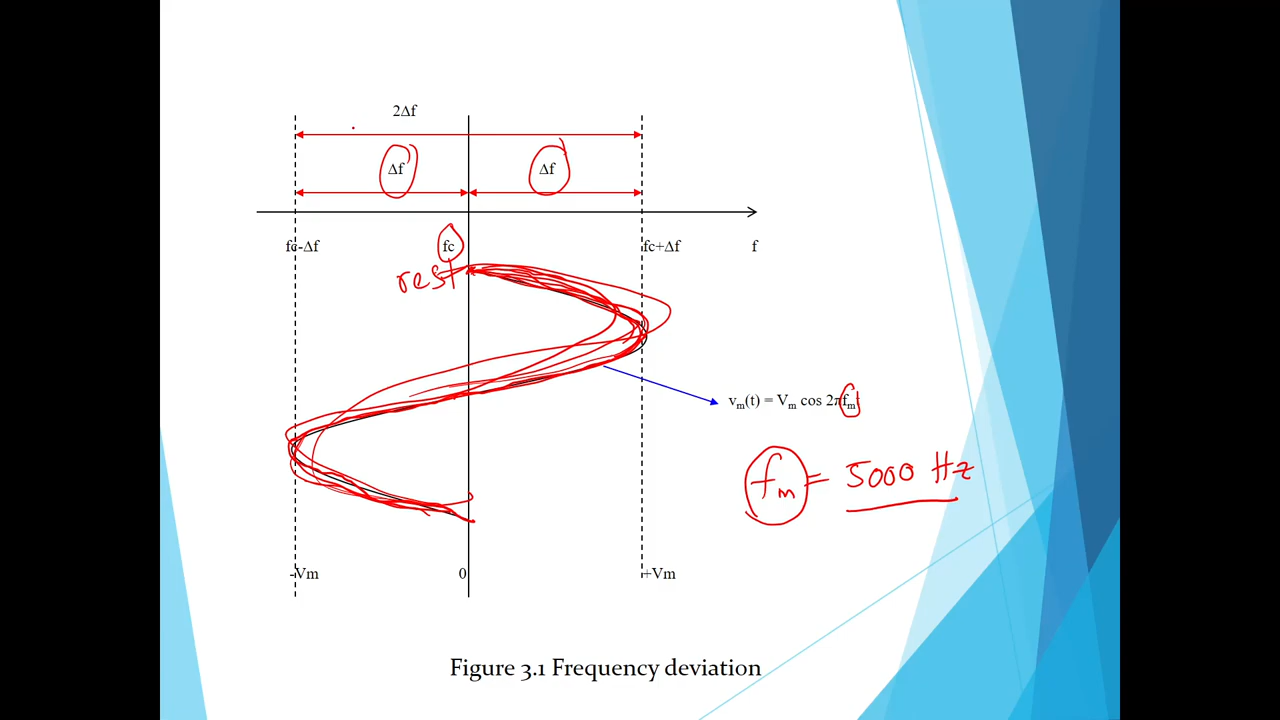 2Δf
Δf Δf
fc-Δf fc fc+Δf f
rest
vₘ(t) = Vₘ cos 2πfₘt
fₘ = 5000 Hz
-Vm 0 +Vm
Figure 3.1 Frequency deviation